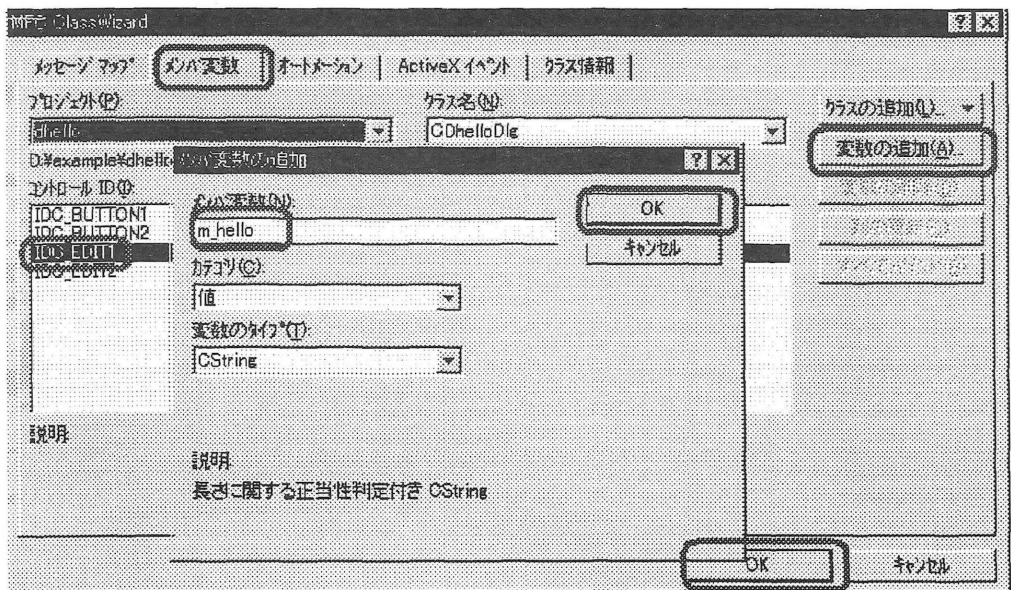 MFC ClassWizard
メッセージ マップ
メンバ変数
オートメーション
ActiveX イベント
クラス情報
プロジェクト(P):
クラス名(N):
クラスの追加(L)...
dhello
CDhelloDlg
変数の追加(A)...
D:¥example¥dhello
メンバ変数の追加
コントロール ID(I):
メンバ変数(N):
OK
IDC_BUTTON1
IDC_BUTTON2
m_hello
キャンセル
IDC_EDIT1
IDC_EDIT2
カテゴリ(C):
値
変数のタイプ(T):
CString
説明:
説明:
長さに関する正当性判定付き CString
OK
キャンセル